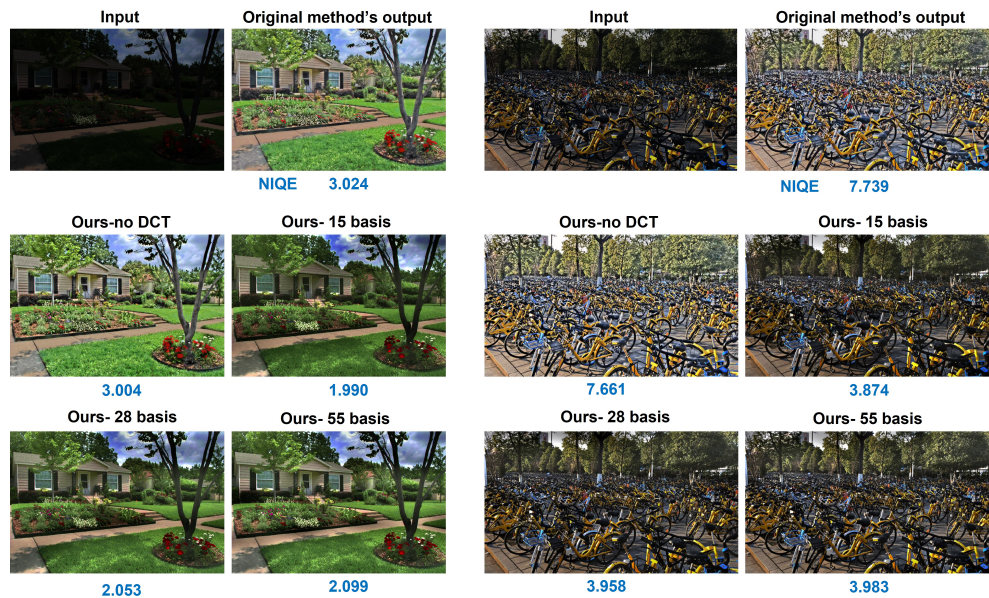 Input Original method's output Input Original method's output
NIQE 3.024 NIQE 7.739
Ours-no DCT Ours- 15 basis Ours-no DCT Ours- 15 basis
3.004 1.990 7.661 3.874
Ours- 28 basis Ours- 55 basis Ours- 28 basis Ours- 55 basis
2.053 2.099 3.958 3.983